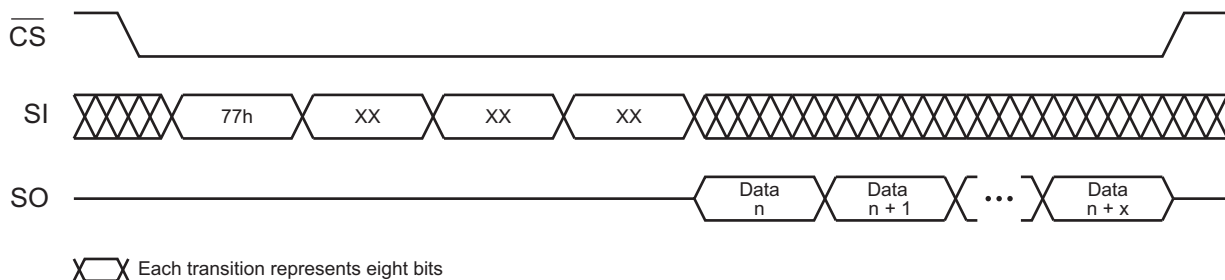 CS
SI
77h
XX
XX
XX
SO
Data
n
Data
n + 1
•••
Data
n + x
Each transition represents eight bits